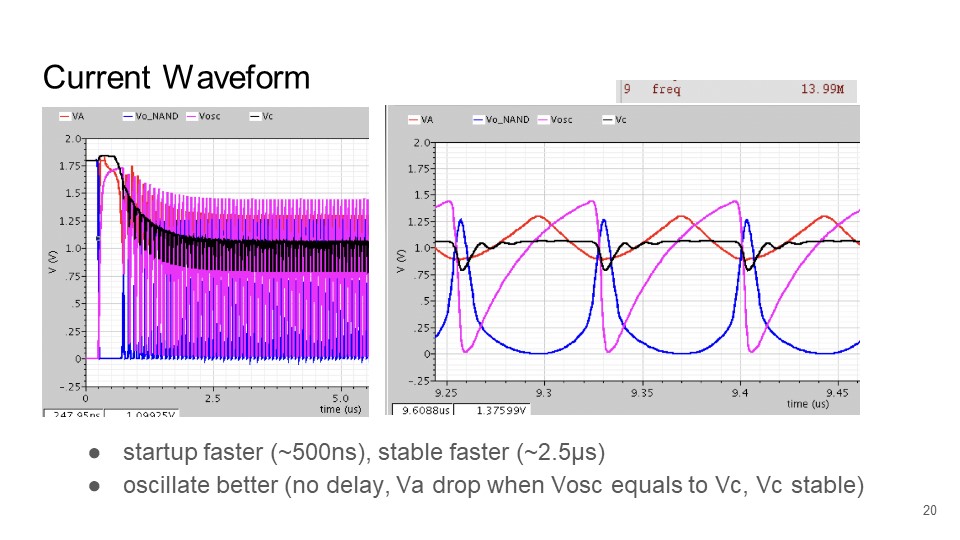 Current Waveform
9 freq 13.99M
VA Vo_NAND Vosc Vc
2.0
1.75
1.5
1.25
1.0
.75
.5
.25
0
-.25
V (V)
0 2.5 5.0
time (us)
247.95ns 1.09925V
VA Vo_NAND Vosc Vc
2.0
1.75
1.5
1.25
1.0
.75
.5
.25
0
-.25
V (V)
9.25 9.3 9.35 9.4 9.45
time (us)
9.6088us 1.37599V
● startup faster (~500ns), stable faster (~2.5μs)
● oscillate better (no delay, Va drop when Vosc equals to Vc, Vc stable)
20